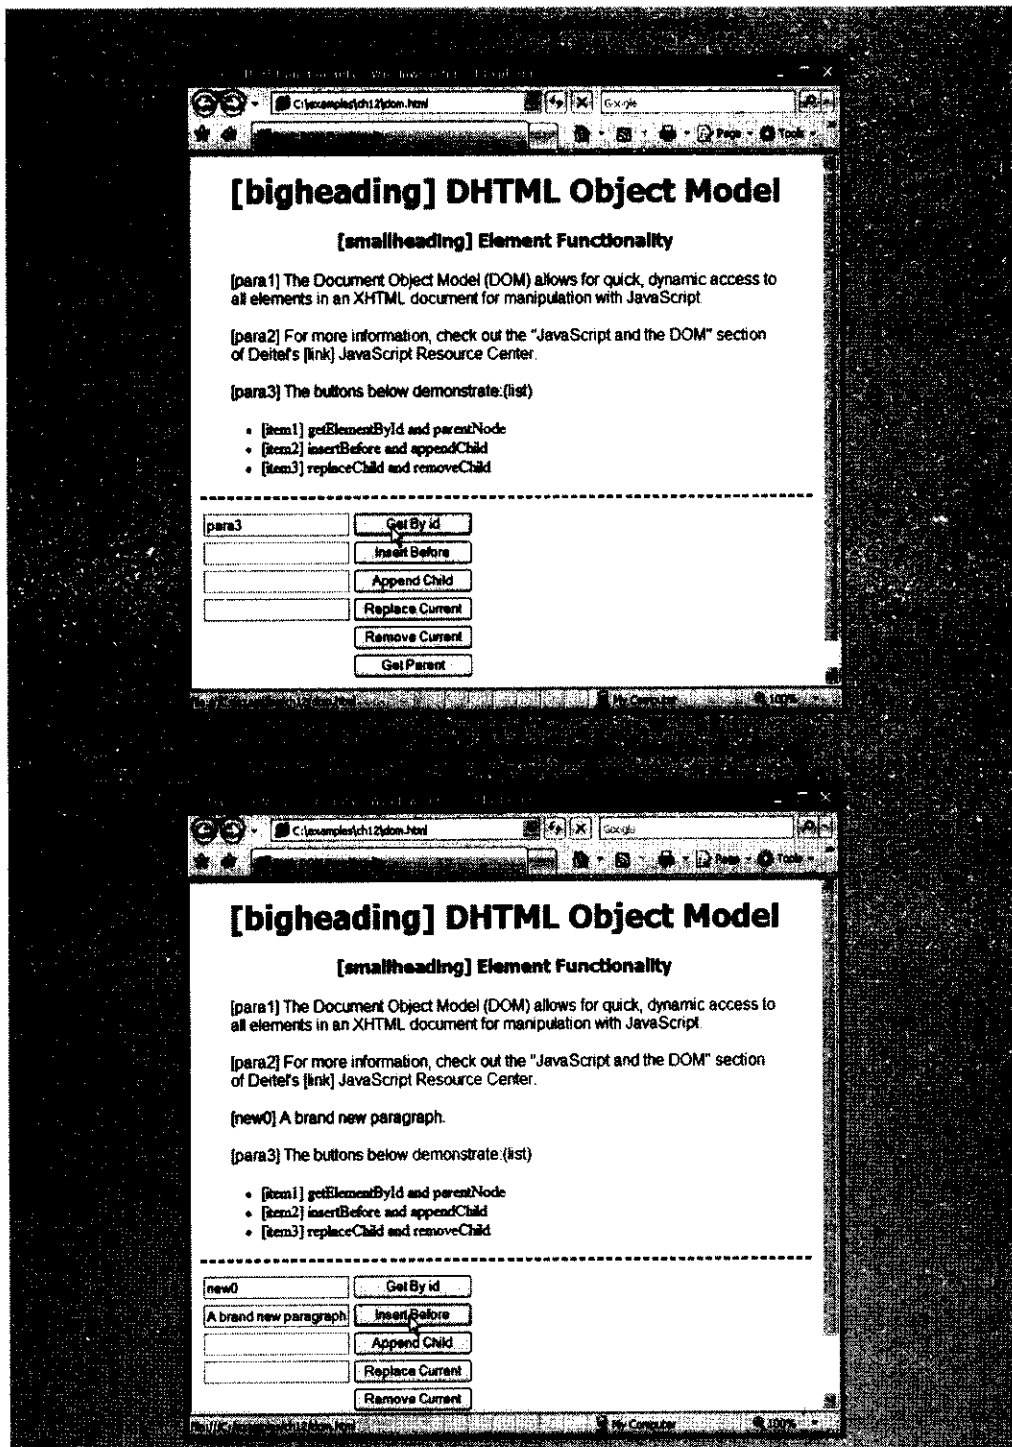 C:\examples\ch12\dom.html
Google
Page
Tools
[bigheading] DHTML Object Model
[smallheading] Element Functionality
[para1] The Document Object Model (DOM) allows for quick, dynamic access to
all elements in an XHTML document for manipulation with JavaScript.
[para2] For more information, check out the "JavaScript and the DOM" section
of Deitel's [link] JavaScript Resource Center.
[para3] The buttons below demonstrate:(list)
• [item1] getElementById and parentNode
• [item2] insertBefore and appendChild
• [item3] replaceChild and removeChild
para3 Get By id
Insert Before
Append Child
Replace Current
Remove Current
Get Parent
My Computer 100%
C:\examples\ch12\dom.html
Google
Page Tools
[bigheading] DHTML Object Model
[smallheading] Element Functionality
[para1] The Document Object Model (DOM) allows for quick, dynamic access to
all elements in an XHTML document for manipulation with JavaScript.
[para2] For more information, check out the "JavaScript and the DOM" section
of Deitel's [link] JavaScript Resource Center.
[new0] A brand new paragraph.
[para3] The buttons below demonstrate:(list)
• [item1] getElementById and parentNode
• [item2] insertBefore and appendChild
• [item3] replaceChild and removeChild
new0 Get By id
A brand new paragraph Insert Before
Append Child
Replace Current
Remove Current
My Computer 100%